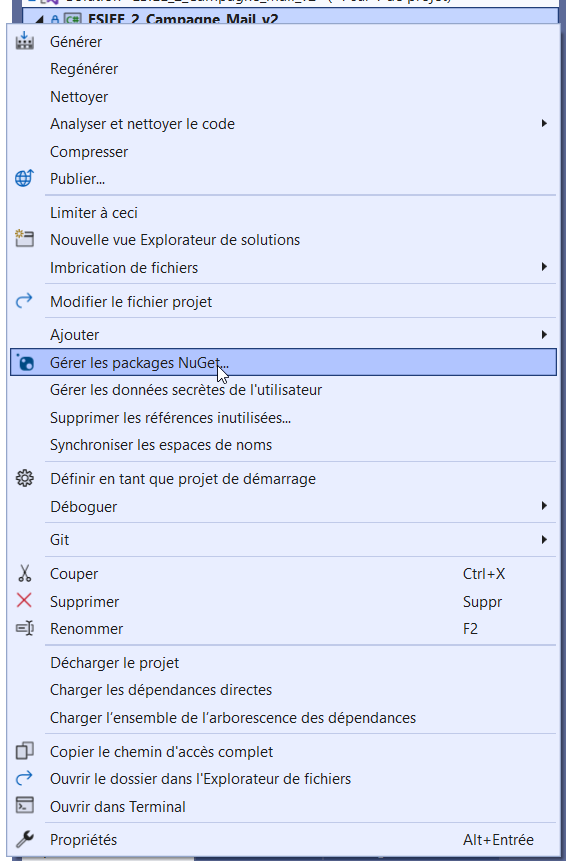 ESIEE_2_Campagne_Mail_v2
Générer
Regénérer
Nettoyer
Analyser et nettoyer le code
Compresser
Publier...
Limiter à ceci
Nouvelle vue Explorateur de solutions
Imbrication de fichiers
Modifier le fichier projet
Ajouter
Gérer les packages NuGet...
Gérer les données secrètes de l'utilisateur
Supprimer les références inutilisées...
Synchroniser les espaces de noms
Définir en tant que projet de démarrage
Déboguer
Git
Couper Ctrl+X
Supprimer Suppr
Renommer F2
Décharger le projet
Charger les dépendances directes
Charger l’ensemble de l’arborescence des dépendances
Copier le chemin d'accès complet
Ouvrir le dossier dans l'Explorateur de fichiers
Ouvrir dans Terminal
Propriétés Alt+Entrée